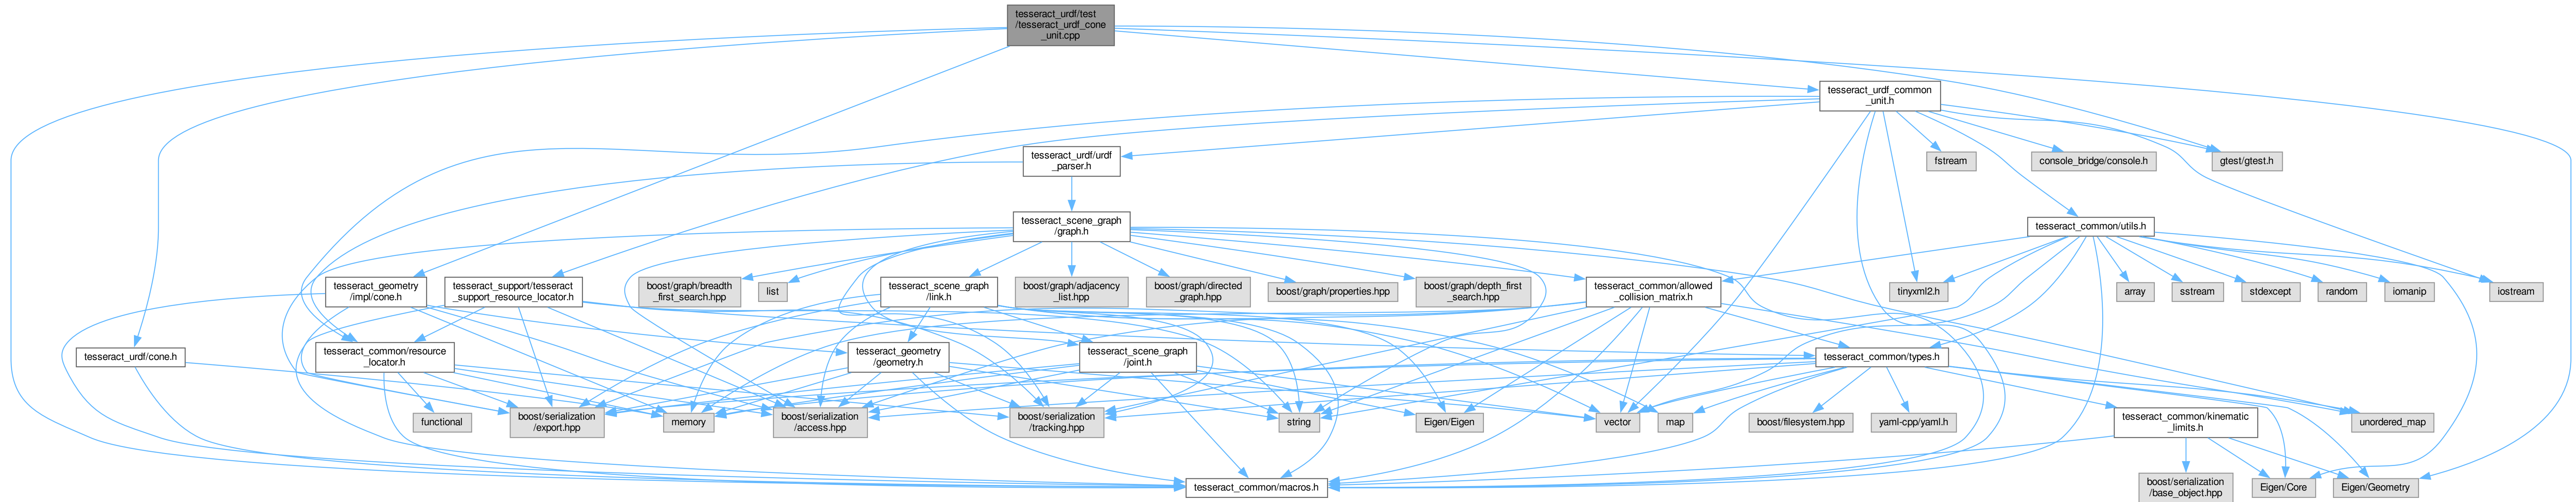 tesseract_urdf/test
/tesseract_urdf_cone
_unit.cpp
tesseract_urdf_common
_unit.h
tesseract_urdf/urdf
_parser.h
fstream
console_bridge/console.h
gtest/gtest.h
tesseract_scene_graph
/graph.h
tesseract_common/utils.h
tesseract_geometry
/impl/cone.h
tesseract_support/tesseract
_support_resource_locator.h
boost/graph/breadth
_first_search.hpp
list
tesseract_scene_graph
/link.h
boost/graph/adjacency
_list.hpp
boost/graph/directed
_graph.hpp
boost/graph/properties.hpp
boost/graph/depth_first
_search.hpp
tesseract_common/allowed
_collision_matrix.h
tinyxml2.h
array
sstream
stdexcept
random
iomanip
iostream
tesseract_urdf/cone.h
tesseract_common/resource
_locator.h
tesseract_geometry
/geometry.h
tesseract_scene_graph
/joint.h
tesseract_common/types.h
functional
boost/serialization
/export.hpp
memory
boost/serialization
/access.hpp
boost/serialization
/tracking.hpp
string
Eigen/Eigen
vector
map
boost/filesystem.hpp
yaml-cpp/yaml.h
tesseract_common/kinematic
_limits.h
unordered_map
tesseract_common/macros.h
boost/serialization
/base_object.hpp
Eigen/Core
Eigen/Geometry